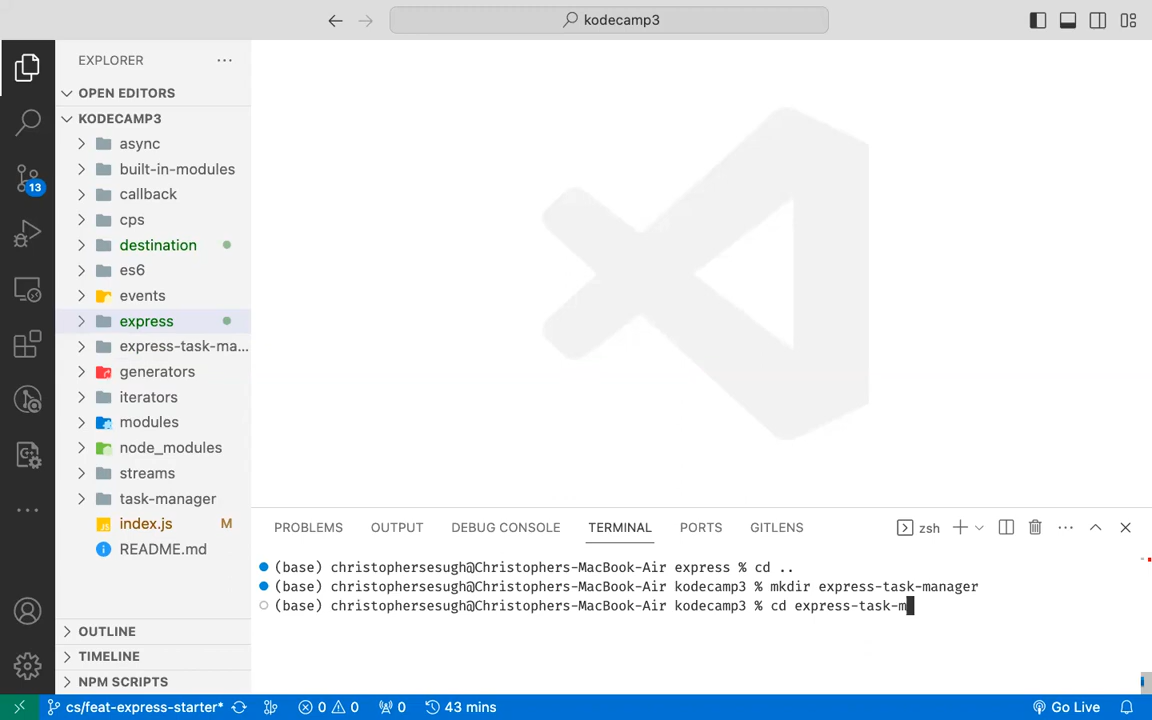 kodecamp3
EXPLORER
OPEN EDITORS
KODECAMP3
async
built-in-modules
callback
cps
destination
es6
events
express
express-task-ma...
generators
iterators
modules
node_modules
streams
task-manager
index.js M
README.md
OUTLINE
TIMELINE
NPM SCRIPTS
13
PROBLEMS OUTPUT DEBUG CONSOLE TERMINAL PORTS GITLENS zsh
(base) christophersesugh@Christophers-MacBook-Air express % cd ..
(base) christophersesugh@Christophers-MacBook-Air kodecamp3 % mkdir express-task-manager
(base) christophersesugh@Christophers-MacBook-Air kodecamp3 % cd express-task-m
cs/feat-express-starter* 0 0 0 43 mins Go Live